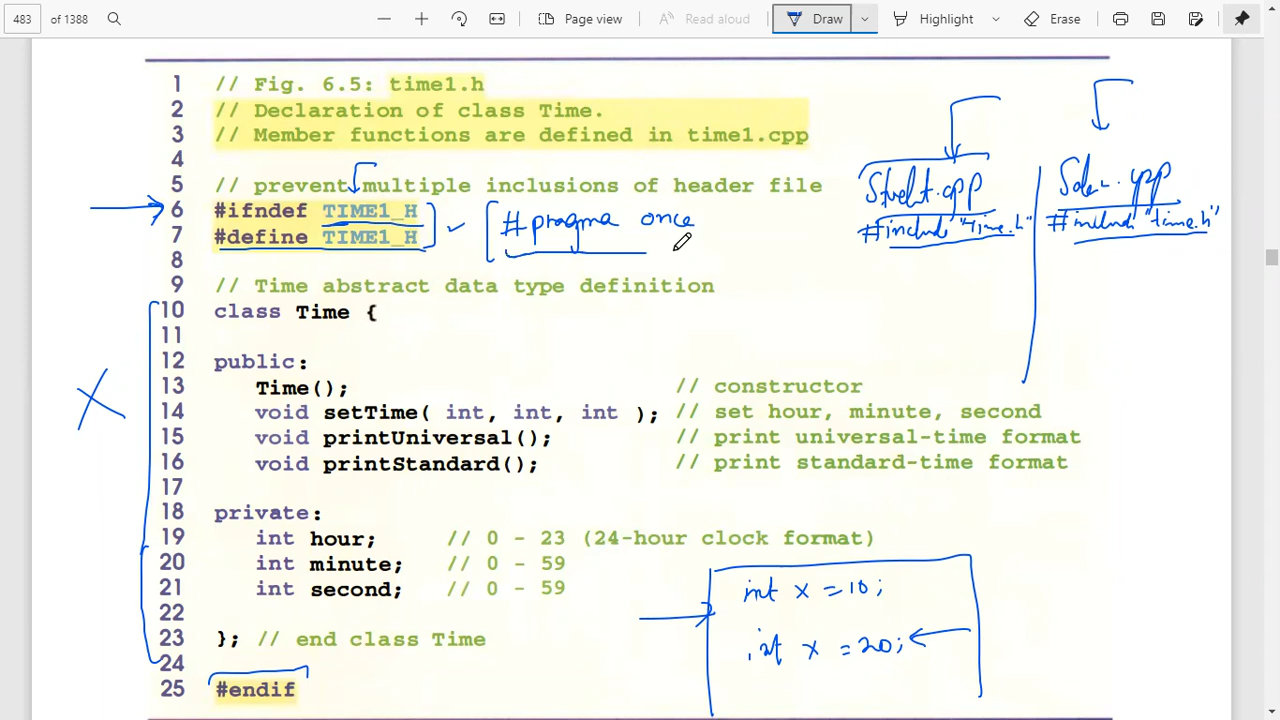 483 of 1388 Page view Read aloud Draw Highlight Erase
1 // Fig. 6.5: time1.h
2 // Declaration of class Time.
3 // Member functions are defined in time1.cpp
4
5 // prevent multiple inclusions of header file
6 #ifndef TIME1_H
7 #define TIME1_H
#pragma once
.cpp
#include "Time.h"
.cpp
#include "time.h"
8
9 // Time abstract data type definition
10 class Time {
11
12 public:
13 Time(); // constructor
14 void setTime( int, int, int ); // set hour, minute, second
15 void printUniversal(); // print universal-time format
16 void printStandard(); // print standard-time format
17
18 private:
19 int hour; // 0 - 23 (24-hour clock format)
20 int minute; // 0 - 59
21 int second; // 0 - 59
22
23 }; // end class Time
24
25 #endif
X
int x = 10;
int x = 20;